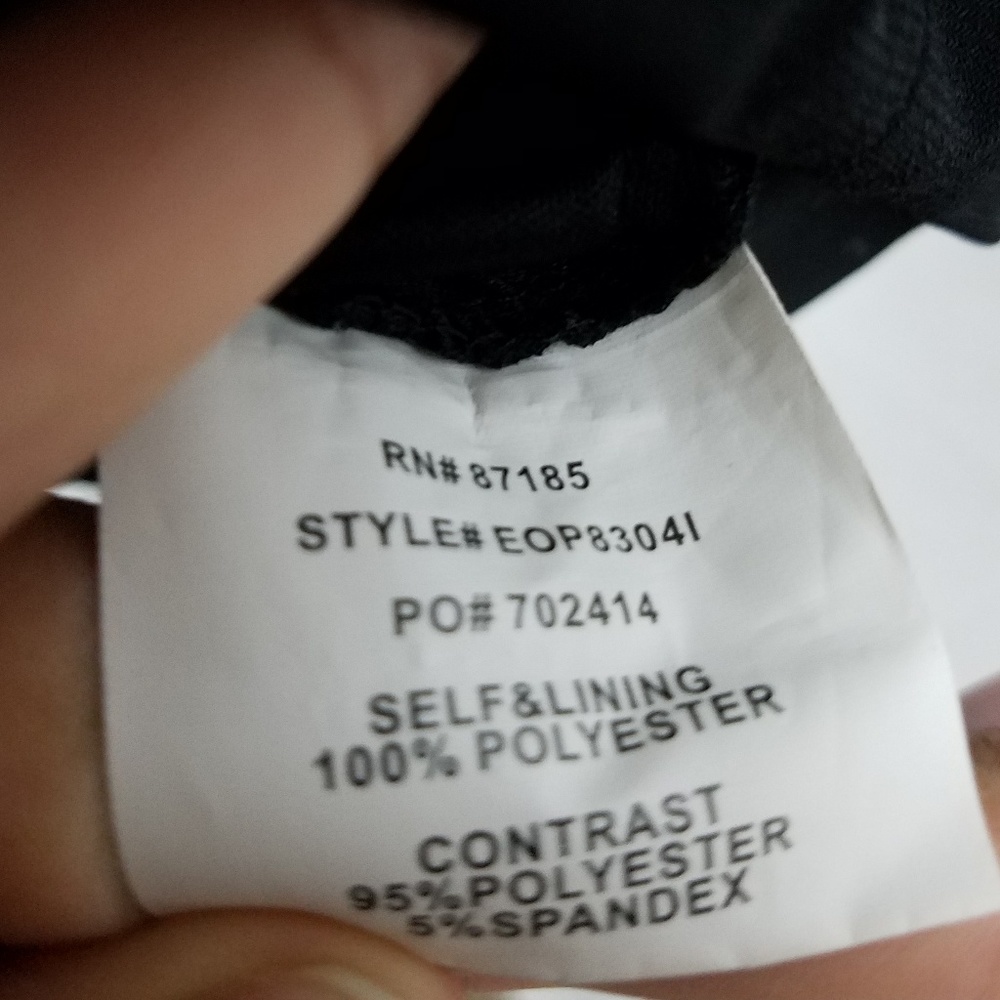 RN# 87185
STYLE# EOP8304I
PO# 702414
SELF&LINING
100% POLYESTER
CONTRAST
95%POLYESTER
5%SPANDEX